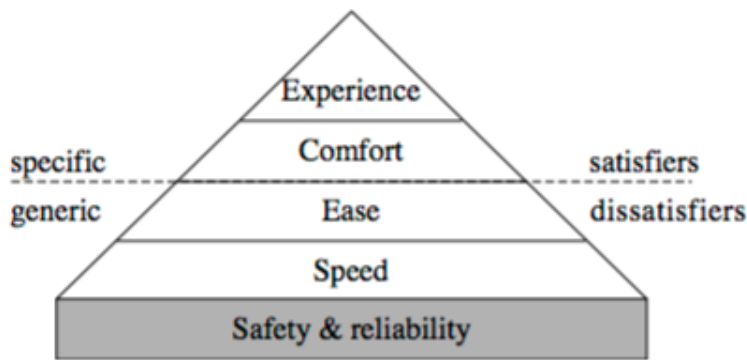 Experience
Comfort
specific
satisfiers
generic
Ease
dissatisfiers
Speed
Safety & reliability